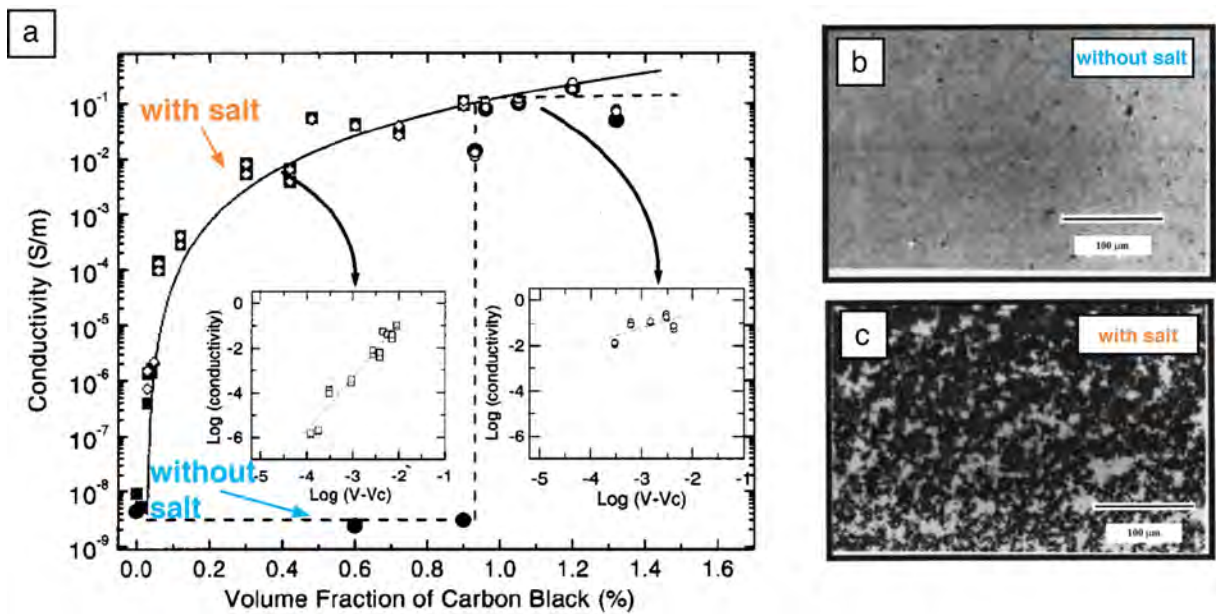 a
with salt
Conductivity (S/m)
10⁻¹
10⁻²
10⁻³
10⁻⁴
10⁻⁵
10⁻⁶
10⁻⁷
10⁻⁸
10⁻⁹
without
salt
0.0 0.2 0.4 0.6 0.8 1.0 1.2 1.4 1.6
Volume Fraction of Carbon Black (%)
Log (conductivity)
0
-2
-4
-6
-5 -4 -3 -2 -1
Log (V-Vc)
Log (conductivity)
0
-2
-4
-6
-5 -4 -3 -2 -1
Log (V-Vc)
b
without salt
100 μm
c
with salt
100 μm